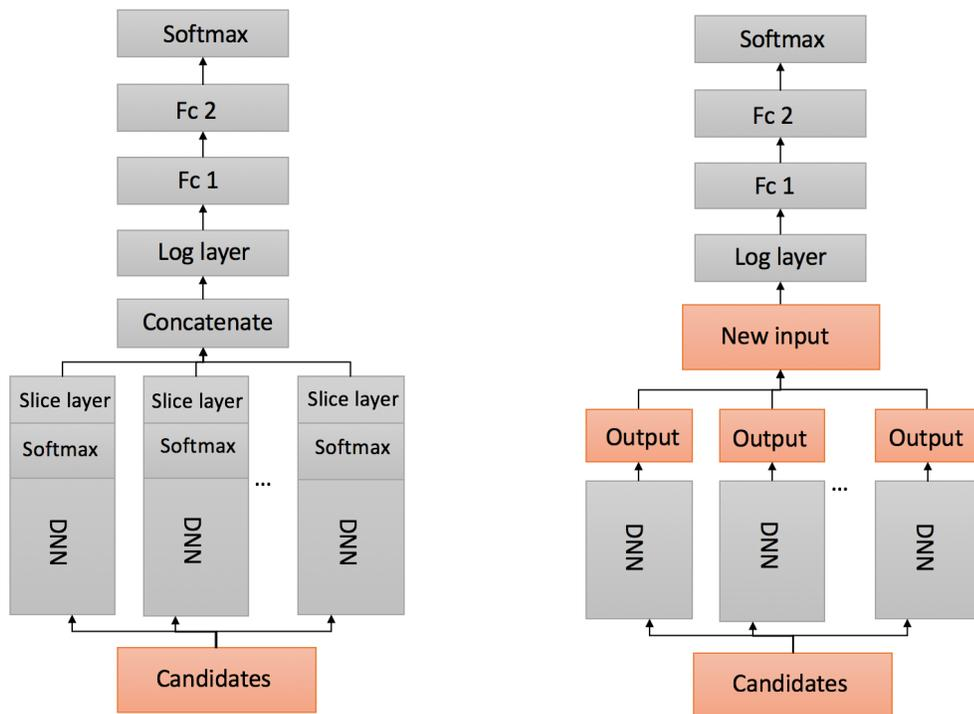 Softmax
Fc 2
Fc 1
Log layer
Concatenate
Slice layer
Softmax
DNN
Slice layer
Softmax
DNN
...
Slice layer
Softmax
DNN
Candidates
Softmax
Fc 2
Fc 1
Log layer
New input
Output
Output
Output
DNN
DNN
...
DNN
Candidates